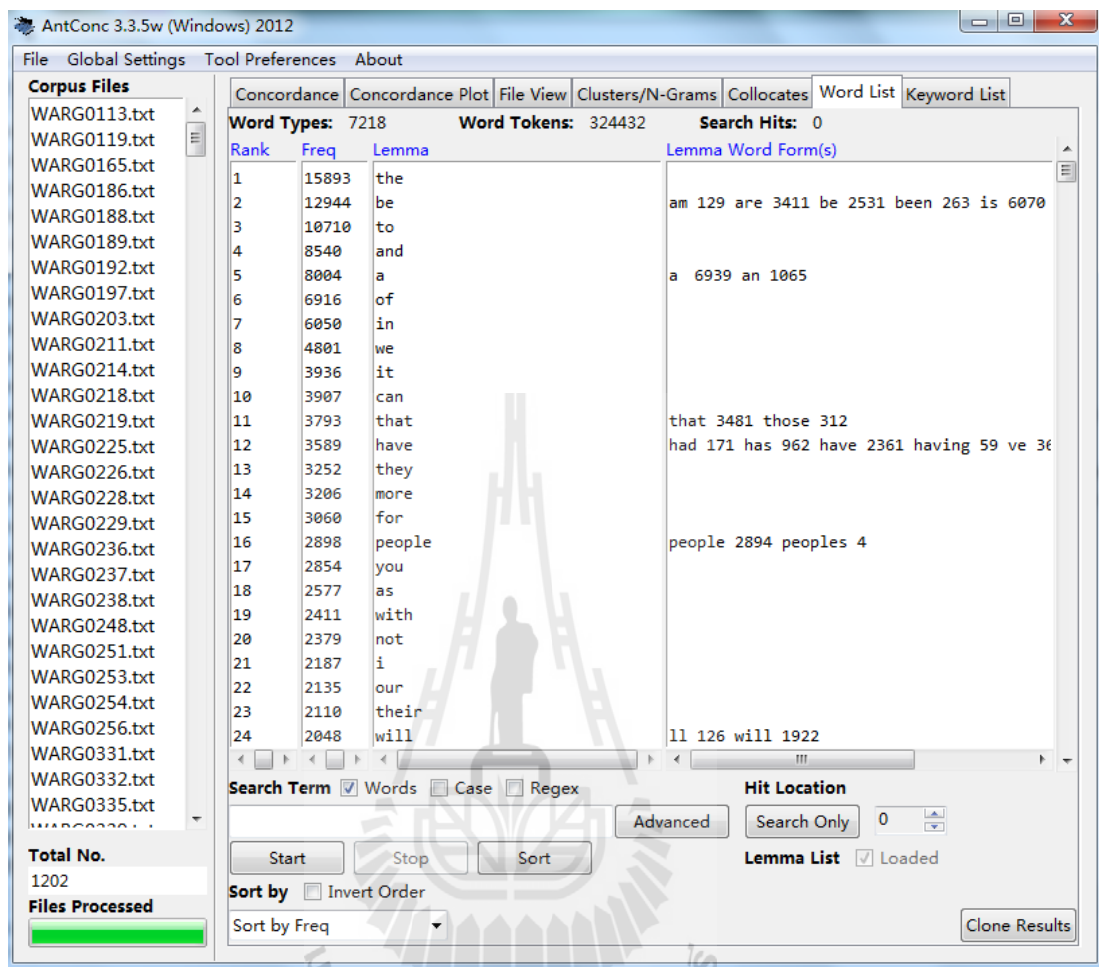 AntConc 3.3.5w (Windows) 2012
File Global Settings Tool Preferences About
Corpus Files
WARG0113.txt
WARG0119.txt
WARG0165.txt
WARG0186.txt
WARG0188.txt
WARG0189.txt
WARG0192.txt
WARG0197.txt
WARG0203.txt
WARG0211.txt
WARG0214.txt
WARG0218.txt
WARG0219.txt
WARG0225.txt
WARG0226.txt
WARG0228.txt
WARG0229.txt
WARG0236.txt
WARG0237.txt
WARG0238.txt
WARG0248.txt
WARG0251.txt
WARG0253.txt
WARG0254.txt
WARG0256.txt
WARG0331.txt
WARG0332.txt
WARG0335.txt
Total No.
1202
Files Processed
Concordance Concordance Plot File View Clusters/N-Grams Collocates Word List Keyword List
Word Types: 7218 Word Tokens: 324432 Search Hits: 0
Rank Freq Lemma Lemma Word Form(s)
1 15893 the
2 12944 be am 129 are 3411 be 2531 been 263 is 6070
3 10710 to
4 8540 and
5 8004 a a 6939 an 1065
6 6916 of
7 6050 in
8 4801 we
9 3936 it
10 3907 can
11 3793 that that 3481 those 312
12 3589 have had 171 has 962 have 2361 having 59 ve 36
13 3252 they
14 3206 more
15 3060 for
16 2898 people people 2894 peoples 4
17 2854 you
18 2577 as
19 2411 with
20 2379 not
21 2187 i
22 2135 our
23 2110 their
24 2048 will ll 126 will 1922
Search Term Words Case Regex Hit Location
Advanced Search Only 0
Start Stop Sort Lemma List Loaded
Sort by Invert Order
Sort by Freq Clone Results